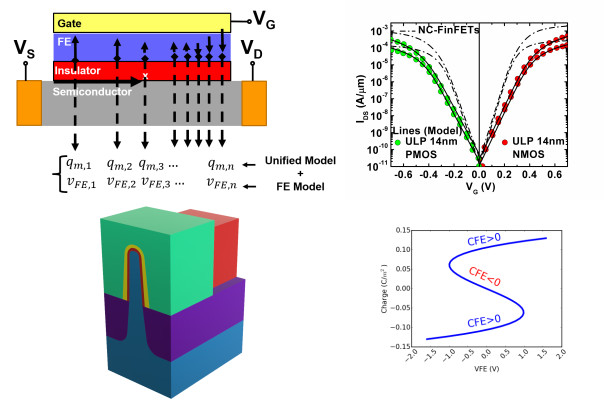 Gate
V_G
FE
V_S
V_D
Insulator
x
Semiconductor
q_{m,1} q_{m,2} q_{m,3} ... q_{m,n} Unified Model
+
v_{FE,1} v_{FE,2} v_{FE,3} ... v_{FE,n} FE Model
NC-FinFETs
10^{-3}
10^{-4}
10^{-5}
10^{-6}
10^{-7}
10^{-8}
10^{-9}
10^{-10}
10^{-11}
I_{DS} (A/μm)
Lines (Model)
ULP 14nm
PMOS
ULP 14nm
NMOS
-0.6 -0.4 -0.2 0.0 0.2 0.4 0.6
V_G (V)
0.15
0.10
0.05
0.00
−0.05
−0.10
−0.15
Charge (C/m²)
CFE>0
CFE<0
CFE>0
−2.0 −1.5 −1.0 −0.5 0.0 0.5 1.0 1.5 2.0
VFE (V)